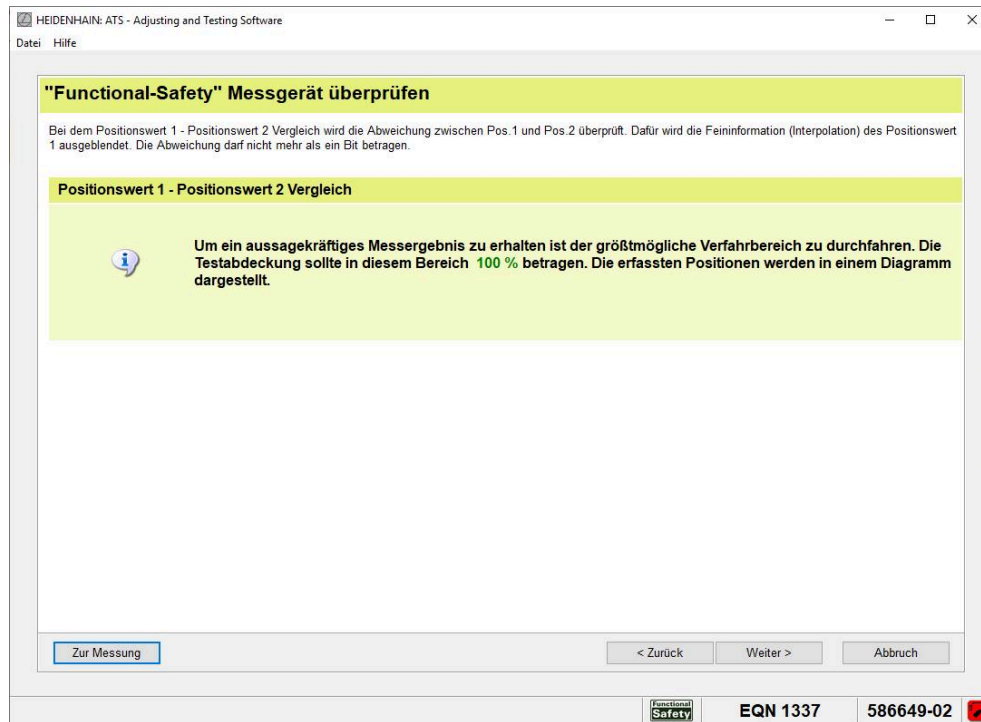 HEIDENHAIN: ATS - Adjusting and Testing Software
Datei Hilfe
"Functional-Safety" Messgerät überprüfen
Bei dem Positionswert 1 - Positionswert 2 Vergleich wird die Abweichung zwischen Pos.1 und Pos.2 überprüft. Dafür wird die Feininformation (Interpolation) des Positionswert
1 ausgeblendet. Die Abweichung darf nicht mehr als ein Bit betragen.
Positionswert 1 - Positionswert 2 Vergleich
Um ein aussagekräftiges Messergebnis zu erhalten ist der größtmögliche Verfahrbereich zu durchfahren. Die
Testabdeckung sollte in diesem Bereich 100 % betragen. Die erfassten Positionen werden in einem Diagramm
dargestellt.
Zur Messung < Zurück Weiter > Abbruch
Functional
Safety EQN 1337 586649-02